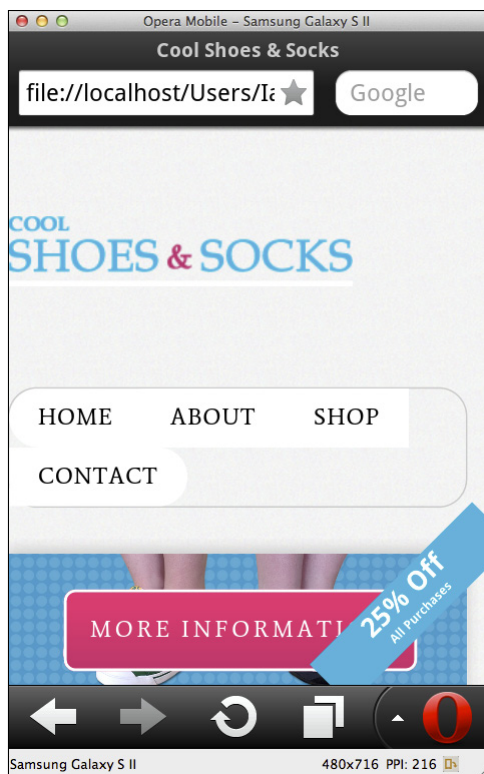 Opera Mobile – Samsung Galaxy S II
Cool Shoes & Socks
file://localhost/Users/Ia
Google
COOL
SHOES & SOCKS
HOME ABOUT SHOP
CONTACT
25% Off
All Purchases
MORE INFORMATI
Samsung Galaxy S II 480x716 PPI: 216